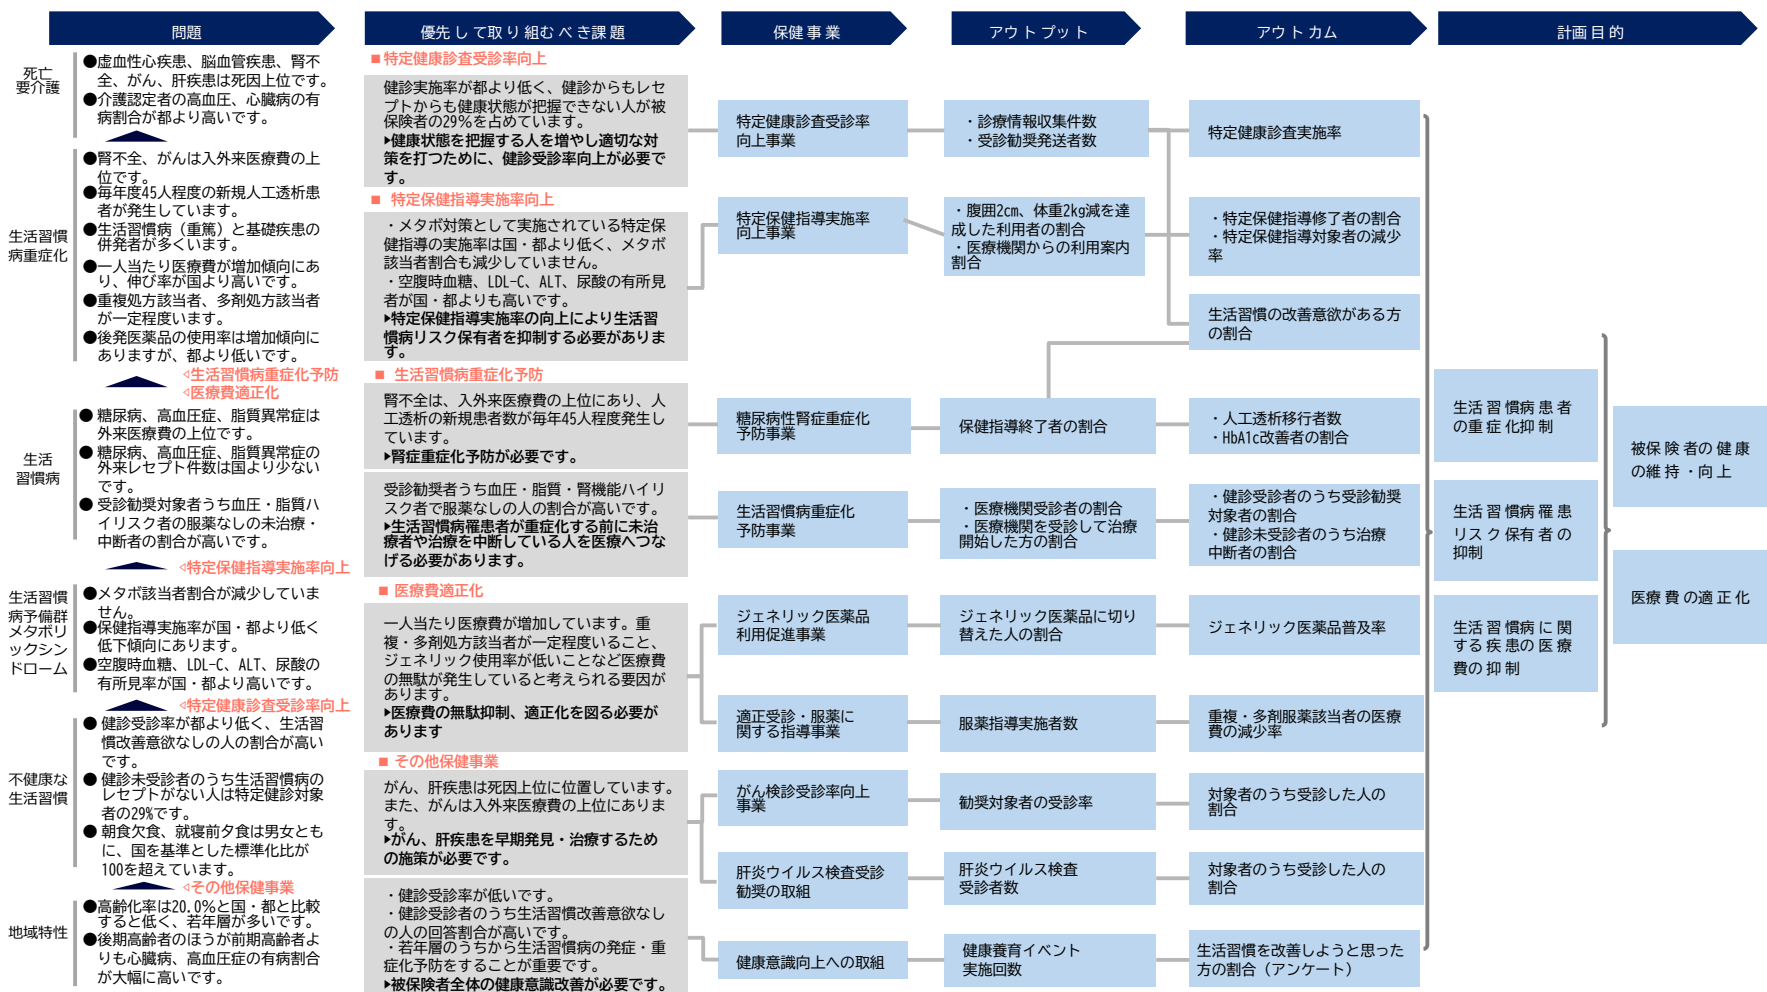 問題
優先して取り組むべき課題
保健事業
アウトプット
アウトカム
計画目的
死亡
要介護
●虚血性心疾患、脳血管疾患、腎不
全、がん、肝疾患は死因上位です。
●介護認定者の高血圧、心臓病の有
病割合が都より高いです。
生活習慣
病重症化
●腎不全、がんは入外来医療費の上
位です。
●毎年度45人程度の新規人工透析患
者が発生しています。
●生活習慣病（重篤）と基礎疾患の
併発者が多くいます。
●一人当たり医療費が増加傾向にあ
り、伸び率が国より高いです。
●重複処方該当者、多剤処方該当者
が一定程度います。
●後発医薬品の使用率は増加傾向に
ありますが、都より低いです。
◁生活習慣病重症化予防
◁医療費適正化
生活
習慣病
● 糖尿病、高血圧症、脂質異常症は
外来医療費の上位です。
● 糖尿病、高血圧症、脂質異常症の
外来レセプト件数は国より少ない
です。
● 受診勧奨対象者うち血圧・脂質ハ
イリスク者の服薬なしの未治療・
中断者の割合が高いです。
◁特定保健指導実施率向上
生活習慣
病予備群
メタボリ
ックシン
ドローム
●メタボ該当者割合が減少していま
せん。
●保健指導実施率が国・都より低く
低下傾向にあります。
●空腹時血糖、LDL-C、ALT、尿酸の
有所見率が国・都より高いです。
◁特定健康診査受診率向上
不健康な
生活習慣
● 健診受診率が都より低く、生活習
慣改善意欲なしの人の割合が高い
です。
● 健診未受診者のうち生活習慣病の
レセプトがない人は特定健診対象
者の29%です。
● 朝食欠食、就寝前夕食は男女とも
に、国を基準とした標準化比が
100を超えています。
◁その他保健事業
地域特性
●高齢化率は20.0%と国・都と比較
すると低く、若年層が多いです。
●後期高齢者のほうが前期高齢者よ
りも心臓病、高血圧症の有病割合
が大幅に高いです。
■特定健康診査受診率向上
健診実施率が都より低く、健診からもレセ
プトからも健康状態が把握できない人が被
保険者の29%を占めています。
▶健康状態を把握する人を増やし適切な対
策を打つために、健診受診率向上が必要で
す。
■ 特定保健指導実施率向上
・メタボ対策として実施されている特定保
健指導の実施率は国・都より低く、メタボ
該当者割合も減少していません。
・空腹時血糖、LDL-C、ALT、尿酸の有所見
者が国・都よりも高いです。
▶特定保健指導実施率の向上により生活習
慣病リスク保有者を抑制する必要がありま
す。
■ 生活習慣病重症化予防
腎不全は、入外来医療費の上位にあり、人
工透析の新規患者数が毎年45人程度発生し
ています。
▶腎症重症化予防が必要です。
受診勧奨者うち血圧・脂質・腎機能ハイリ
スク者で服薬なしの人の割合が高いです。
▶生活習慣病罹患者が重症化する前に未治
療者や治療を中断している人を医療へつな
げる必要があります。
■ 医療費適正化
一人当たり医療費が増加しています。重
複・多剤処方該当者が一定程度いること、
ジェネリック使用率が低いことなど医療費
の無駄が発生していると考えられる要因が
あります。
▶医療費の無駄抑制、適正化を図る必要が
あります
■ その他保健事業
がん、肝疾患は死因上位に位置しています。
また、がんは入外来医療費の上位にありま
す。
▶がん、肝疾患を早期発見・治療するため
の施策が必要です。
・健診受診率が低いです。
・健診受診者のうち生活習慣改善意欲なし
の人の回答割合が高いです。
・若年層のうちから生活習慣病の発症・重
症化予防をすることが重要です。
▶被保険者全体の健康意識改善が必要です。
特定健康診査受診率
向上事業
特定保健指導実施率
向上事業
糖尿病性腎症重症化
予防事業
生活習慣病重症化
予防事業
ジェネリック医薬品
利用促進事業
適正受診・服薬に
関する指導事業
がん検診受診率向上
事業
肝炎ウイルス検査受診
勧奨の取組
健康意識向上への取組
・診療情報収集件数
・受診勧奨発送者数
・腹囲2cm、体重2kg減を達
成した利用者の割合
・医療機関からの利用案内
割合
保健指導終了者の割合
・医療機関受診者の割合
・医療機関を受診して治療
開始した方の割合
ジェネリック医薬品に切り
替えた人の割合
服薬指導実施者数
勧奨対象者の受診率
肝炎ウイルス検査
受診者数
健康養育イベント
実施回数
特定健康診査実施率
・特定保健指導修了者の割合
・特定保健指導対象者の減少
率
生活習慣の改善意欲がある方
の割合
・人工透析移行者数
・HbA1c改善者の割合
・健診受診者のうち受診勧奨
対象者の割合
・健診未受診者のうち治療
中断者の割合
ジェネリック医薬品普及率
重複・多剤服薬該当者の医療
費の減少率
対象者のうち受診した人の
割合
対象者のうち受診した人の
割合
生活習慣を改善しようと思った
方の割合（アンケート）
生活習慣病患者
の重症化抑制
生活習慣病罹患
リスク保有者の
抑制
生活習慣病に関
する疾患の医療
費の抑制
被保険者の健康
の維持・向上
医療費の適正化